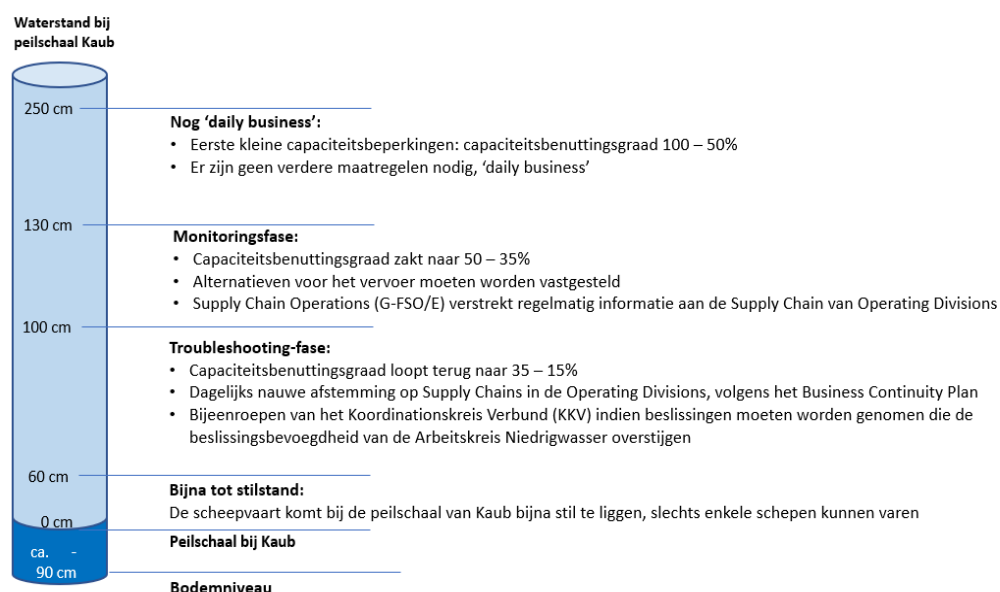 Waterstand bij
peilschaal Kaub
250 cm
Nog ‘daily business’:
• Eerste kleine capaciteitsbeperkingen: capaciteitsbenuttingsgraad 100 – 50%
• Er zijn geen verdere maatregelen nodig, ‘daily business’
130 cm
Monitoringsfase:
• Capaciteitsbenuttingsgraad zakt naar 50 – 35%
• Alternatieven voor het vervoer moeten worden vastgesteld
• Supply Chain Operations (G-FSO/E) verstrekt regelmatig informatie aan de Supply Chain van Operating Divisions
100 cm
Troubleshooting-fase:
• Capaciteitsbenuttingsgraad loopt terug naar 35 – 15%
• Dagelijks nauwe afstemming op Supply Chains in de Operating Divisions, volgens het Business Continuity Plan
• Bijeenroepen van het Koordinationskreis Verbund (KKV) indien beslissingen moeten worden genomen die de
beslissingsbevoegdheid van de Arbeitskreis Niedrigwasser overstijgen
60 cm
Bijna tot stilstand:
De scheepvaart komt bij de peilschaal van Kaub bijna stil te liggen, slechts enkele schepen kunnen varen
0 cm
Peilschaal bij Kaub
ca. -
90 cm
Bodemniveau